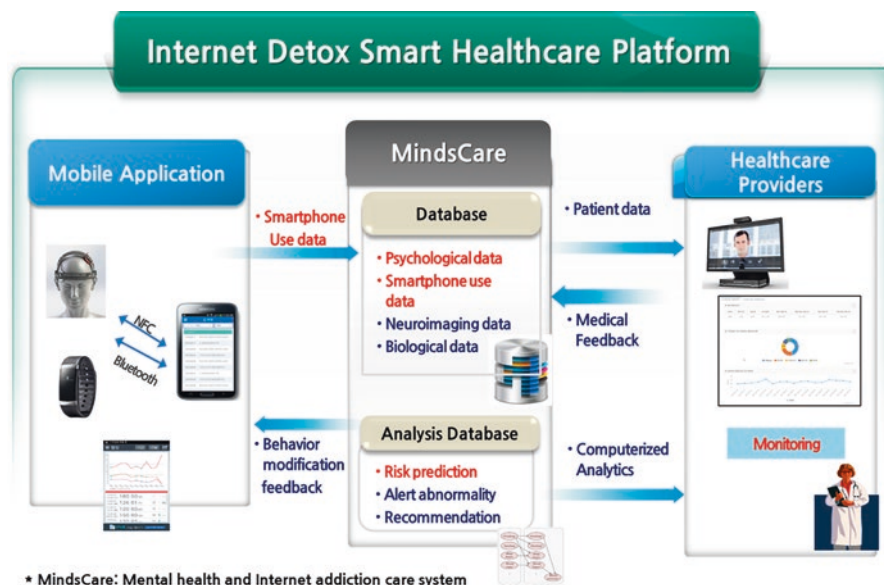 Internet Detox Smart Healthcare Platform
Mobile Application
NFC
Bluetooth
• Smartphone
Use data
• Behavior
modification
feedback
MindsCare
Database
• Psychological data
• Smartphone use
data
• Neuroimaging data
• Biological data
Analysis Database
• Risk prediction
• Alert abnormality
• Recommendation
• Patient data
• Medical
Feedback
• Computerized
Analytics
Healthcare
Providers
Monitoring
* MindsCare: Mental health and Internet addiction care system